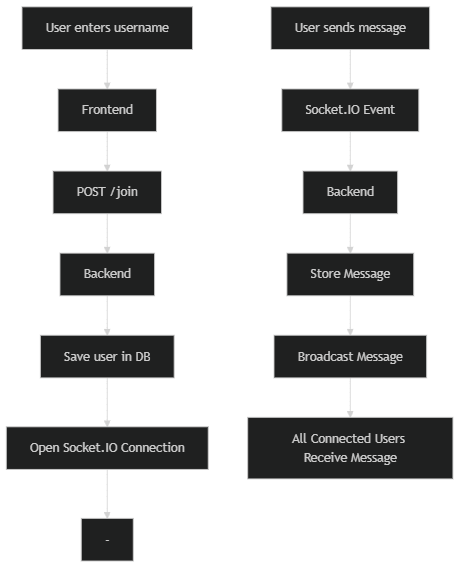 User enters username
Frontend
POST /join
Backend
Save user in DB
Open Socket.IO Connection
-
User sends message
Socket.IO Event
Backend
Store Message
Broadcast Message
All Connected Users
Receive Message